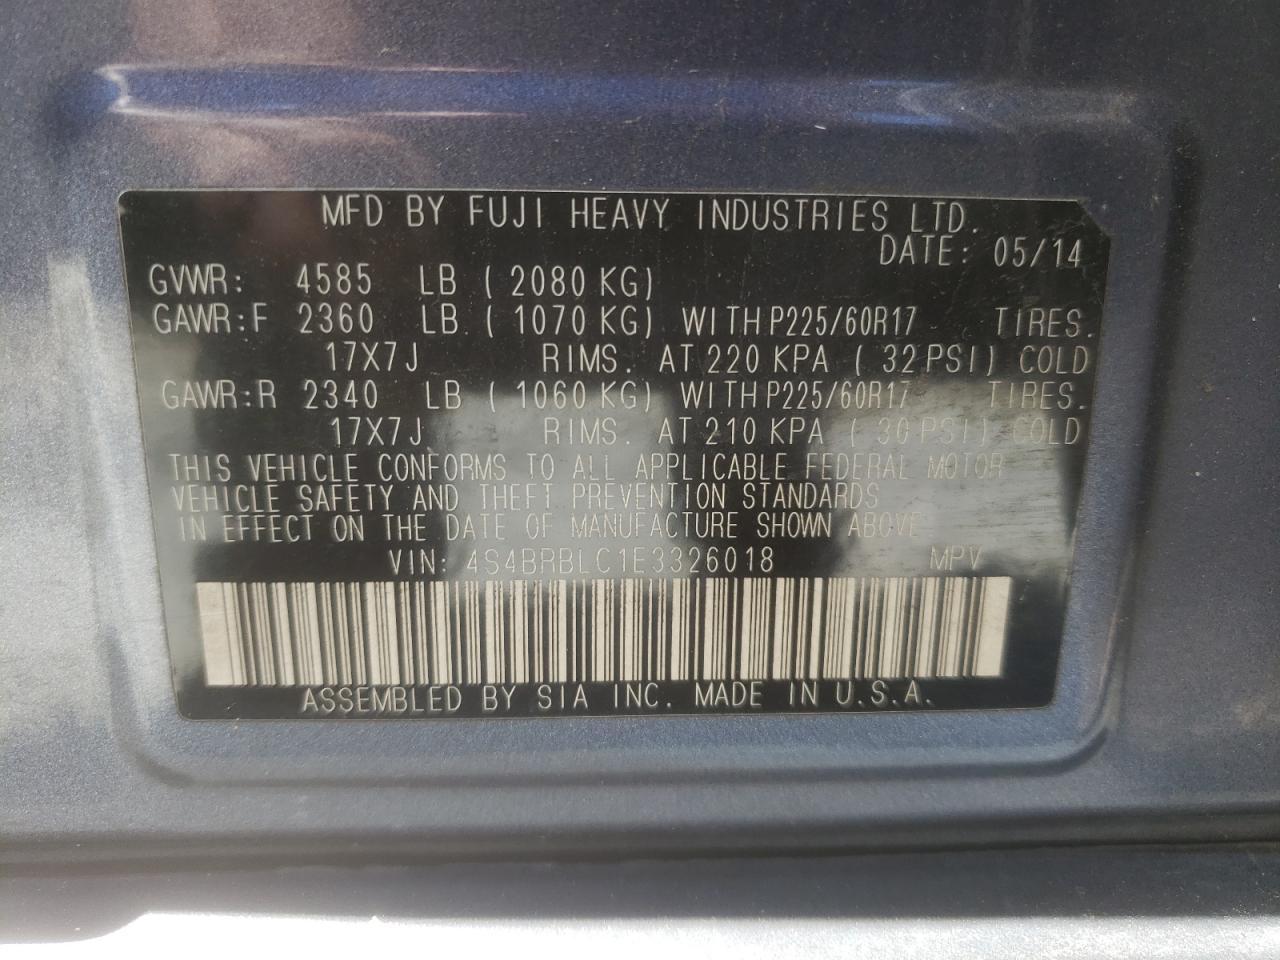 MFD BY FUJI HEAVY INDUSTRIES LTD.
DATE: 05/14
GVWR: 4585 LB ( 2080 KG)
GAWR:F 2360 LB ( 1070 KG) WITH P225/60R17 TIRES.
17X7J RIMS. AT 220 KPA ( 32 PSI) COLD
GAWR:R 2340 LB ( 1060 KG) WITH P225/60R17 TIRES.
17X7J RIMS. AT 210 KPA ( 30 PSI) COLD
THIS VEHICLE CONFORMS TO ALL APPLICABLE FEDERAL MOTOR
VEHICLE SAFETY AND THEFT PREVENTION STANDARDS
IN EFFECT ON THE DATE OF MANUFACTURE SHOWN ABOVE
VIN: 4S4BRBLC1E3326018 MPV
ASSEMBLED BY SIA INC. MADE IN U.S.A.